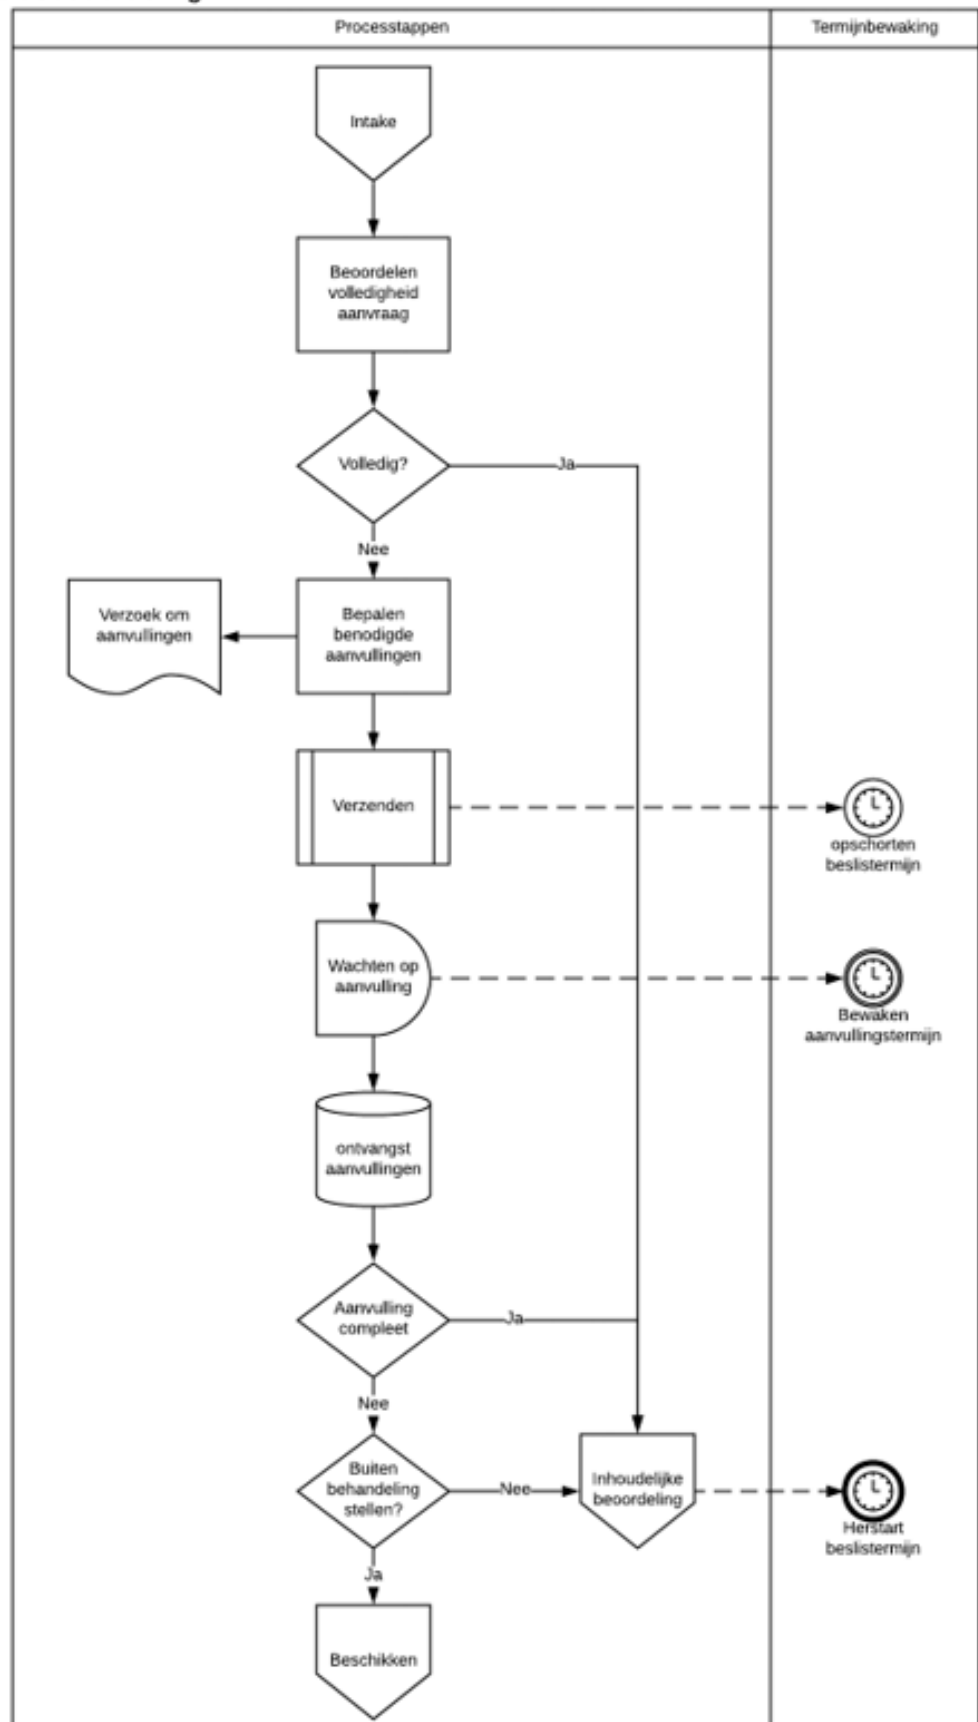 Processtappen
Termijnbewaking
Intake
Beoordelen
volledigheid
aanvraag
Volledig?
Ja
Nee
Verzoek om
aanvullingen
Bepalen
benodigde
aanvullingen
Verzenden
opschorten
beslistermijn
Wachten op
aanvulling
Bewaken
aanvullingstermijn
ontvangst
aanvullingen
Aanvulling
compleet
Ja
Nee
Buiten
behandeling
stellen?
Nee
Inhoudelijke
beoordeling
Herstart
beslistermijn
Ja
Beschikken